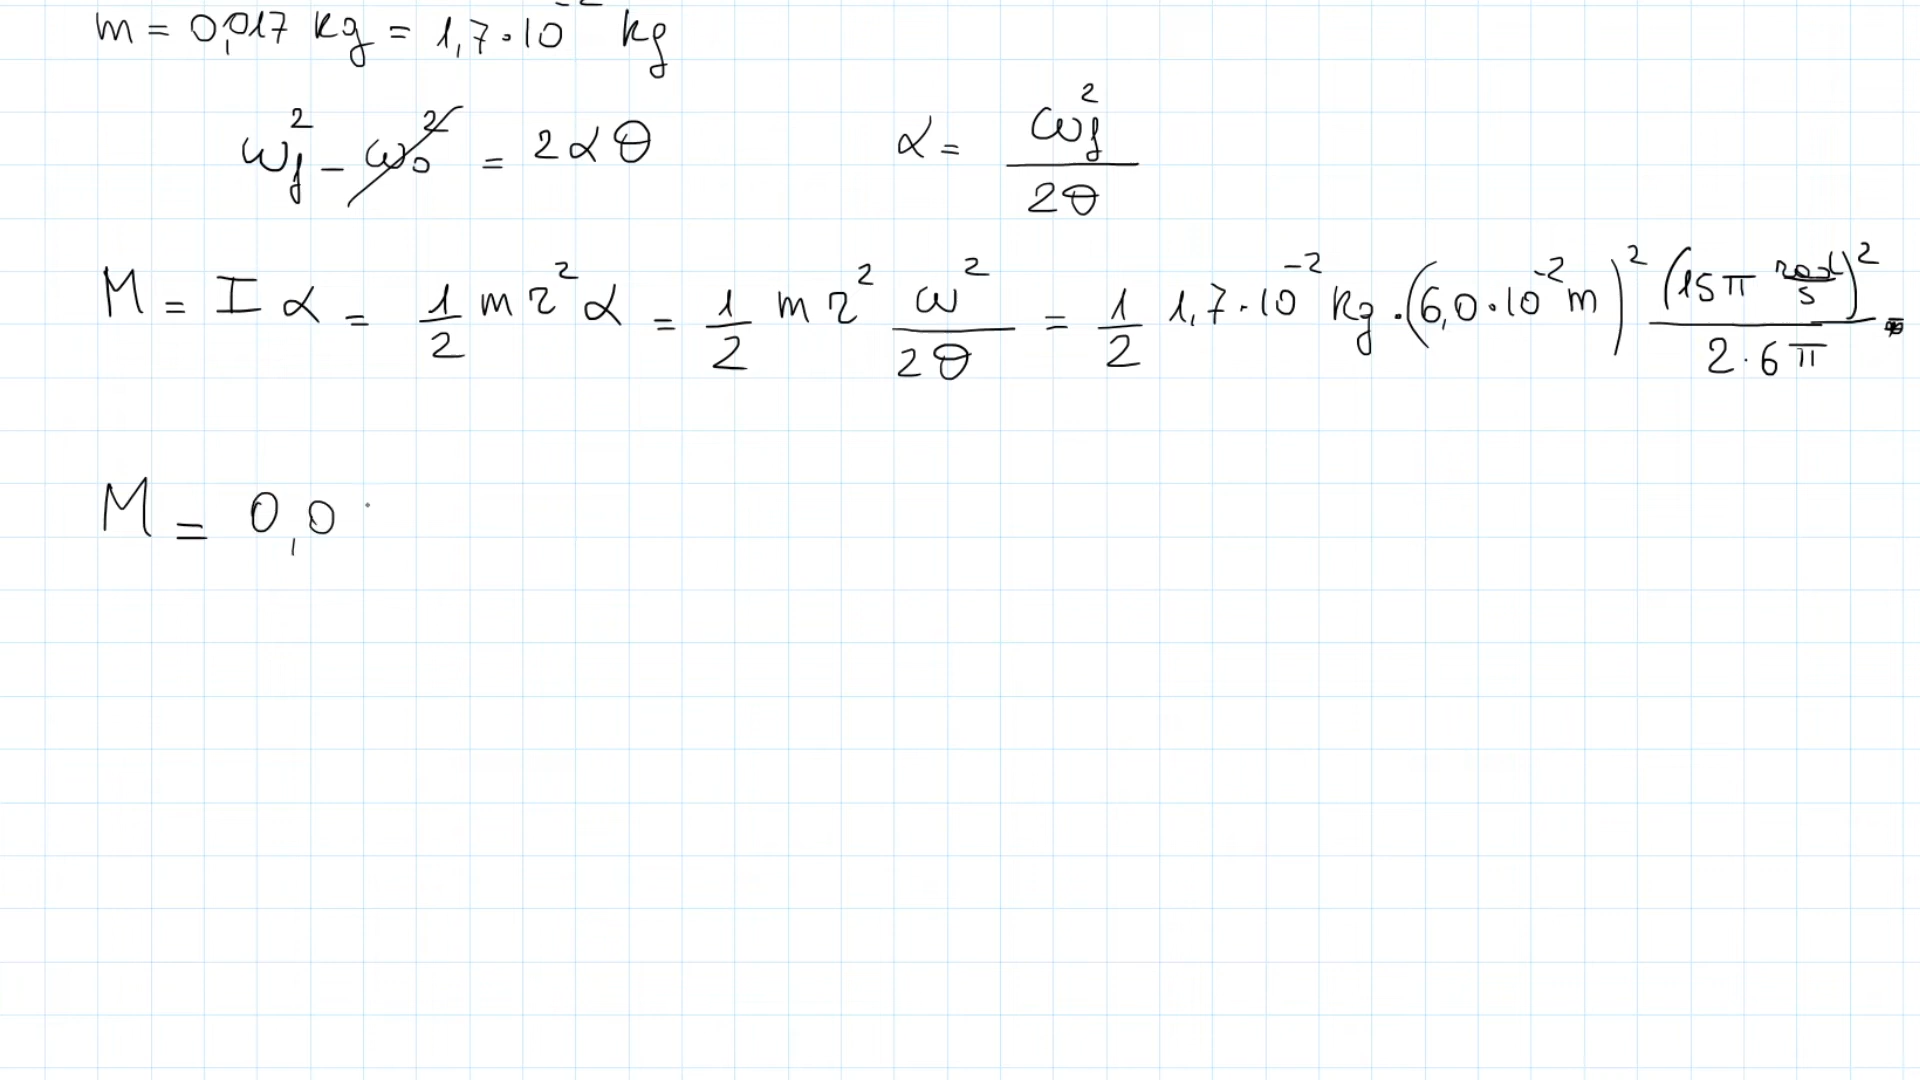 m = 0,017 kg = 1,7·10⁻² kg
ω_f² - ω₀² = 2αθ α = ω_f² / 2θ
M = I α = 1/2 m r² α = 1/2 m r² ω² / 2θ = 1/2 1,7·10⁻² kg·(6,0·10⁻² m)² (15π rad/s)² / 2·6π =
M = 0,0